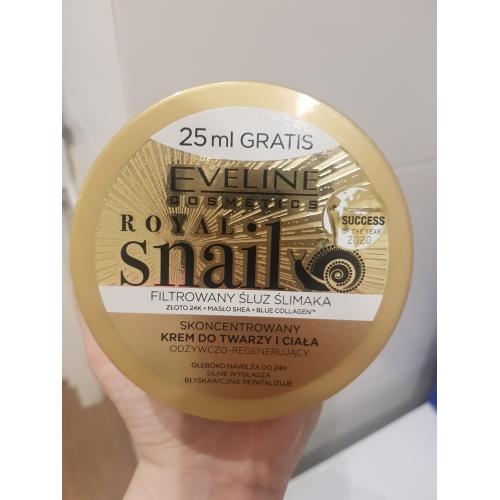 25 ml GRATIS
EVELINE
COSMETICS
ROYAL
snail
INTERNATIONAL
SUCCESS
OF THE YEAR
2020
FILTROWANY ŚLUZ ŚLIMAKA
ZŁOTO 24K • MASŁO SHEA • BLUE COLLAGEN™
SKONCENTROWANY
KREM DO TWARZY I CIAŁA
ODŻYWCZO-REGENERUJĄCY
GŁĘBOKO NAWILŻA DO 24H
SILNIE WYGŁADZA
BŁYSKAWICZNIE REWITALIZUJE